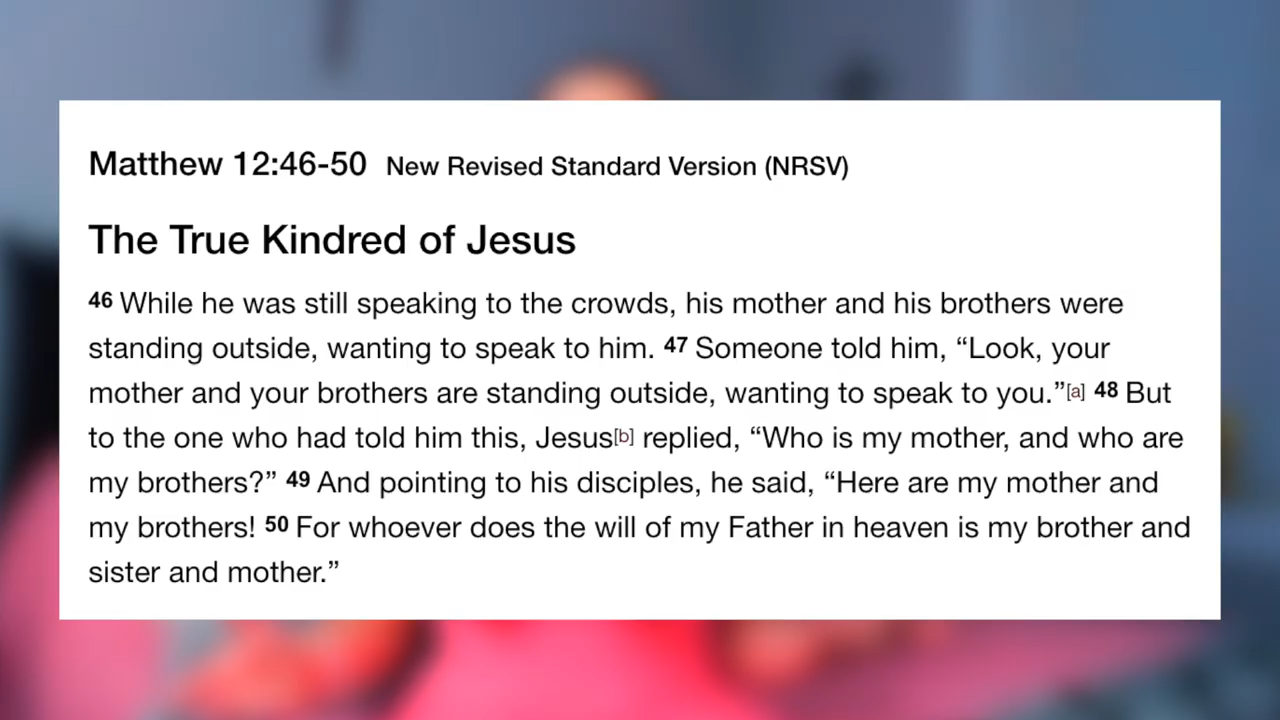 Matthew 12:46-50 New Revised Standard Version (NRSV)
The True Kindred of Jesus
46 While he was still speaking to the crowds, his mother and his brothers were
standing outside, wanting to speak to him. 47 Someone told him, “Look, your
mother and your brothers are standing outside, wanting to speak to you.”[a] 48 But
to the one who had told him this, Jesus[b] replied, “Who is my mother, and who are
my brothers?” 49 And pointing to his disciples, he said, “Here are my mother and
my brothers! 50 For whoever does the will of my Father in heaven is my brother and
sister and mother.”